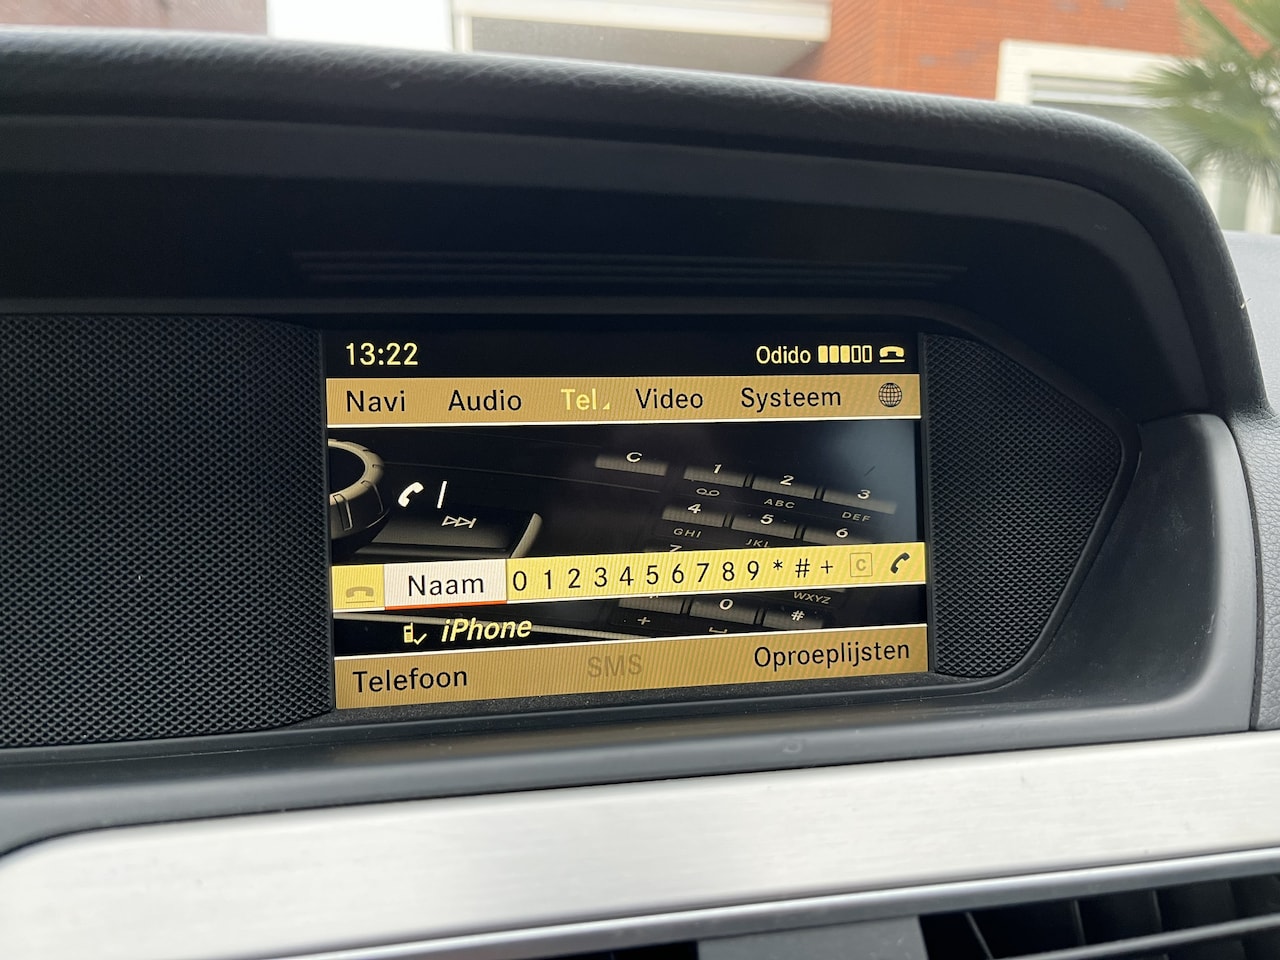 13:22 Odido
Navi Audio Tel Video Systeem
C 1 2 3
ABC DEF
4 5 6
GHI JKL
7
Naam 0 1 2 3 4 5 6 7 8 9 * # + C
WXYZ
+ 0 #
iPhone
Telefoon SMS Oproeplijsten